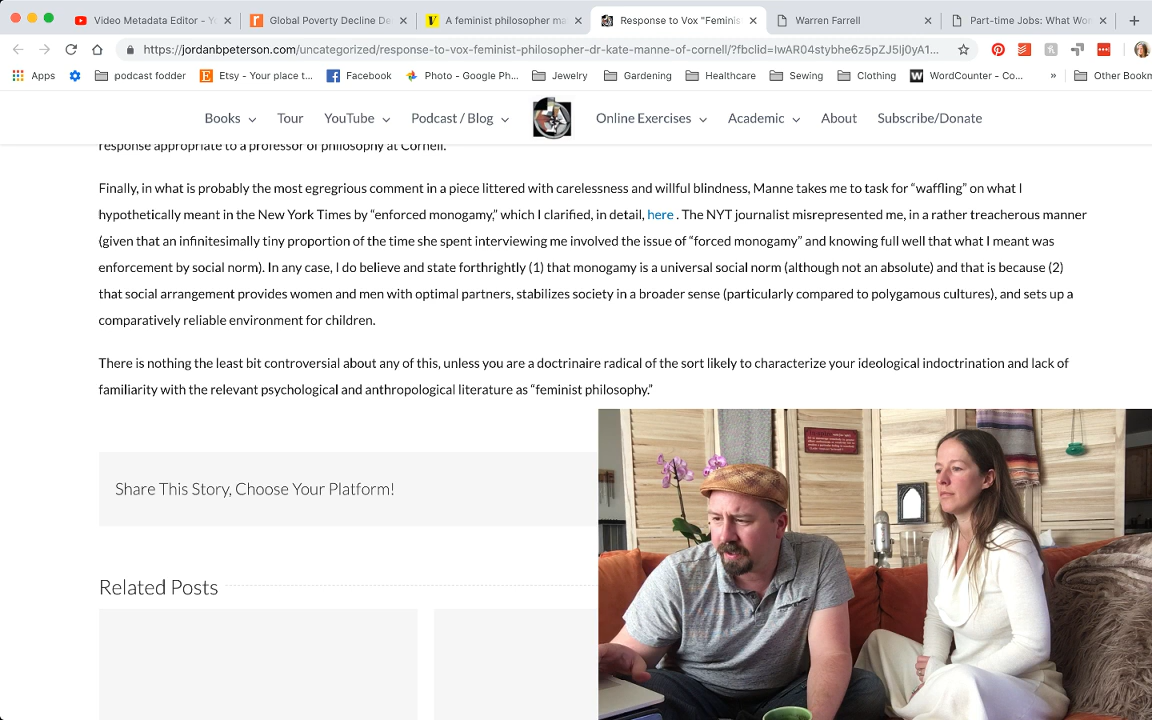 Video Metadata Editor - Y
Global Poverty Decline De
A feminist philosopher ma
Response to Vox "Feminis
Warren Farrell
Part-time Jobs: What Wo
https://jordanbpeterson.com/uncategorized/response-to-vox-feminist-philosopher-dr-kate-manne-of-cornell/?fbclid=IwAR04stybhe6z5pZJ5Ij0yA1...
Apps
podcast fodder
Etsy - Your place t...
Facebook
Photo - Google Ph...
Jewelry
Gardening
Healthcare
Sewing
Clothing
WordCounter - Co...
»
Other Bookm
Books
Tour
YouTube
Podcast / Blog
Online Exercises
Academic
About
Subscribe/Donate
response appropriate to a professor of philosophy at Cornell.
Finally, in what is probably the most egregrious comment in a piece littered with carelessness and willful blindness, Manne takes me to task for “waffling” on what I
hypothetically meant in the New York Times by “enforced monogamy,” which I clarified, in detail, here . The NYT journalist misrepresented me, in a rather treacherous manner
(given that an infinitesimally tiny proportion of the time she spent interviewing me involved the issue of “forced monogamy” and knowing full well that what I meant was
enforcement by social norm). In any case, I do believe and state forthrightly (1) that monogamy is a universal social norm (although not an absolute) and that is because (2)
that social arrangement provides women and men with optimal partners, stabilizes society in a broader sense (particularly compared to polygamous cultures), and sets up a
comparatively reliable environment for children.
There is nothing the least bit controversial about any of this, unless you are a doctrinaire radical of the sort likely to characterize your ideological indoctrination and lack of
familiarity with the relevant psychological and anthropological literature as “feminist philosophy.”
Share This Story, Choose Your Platform!
Related Posts